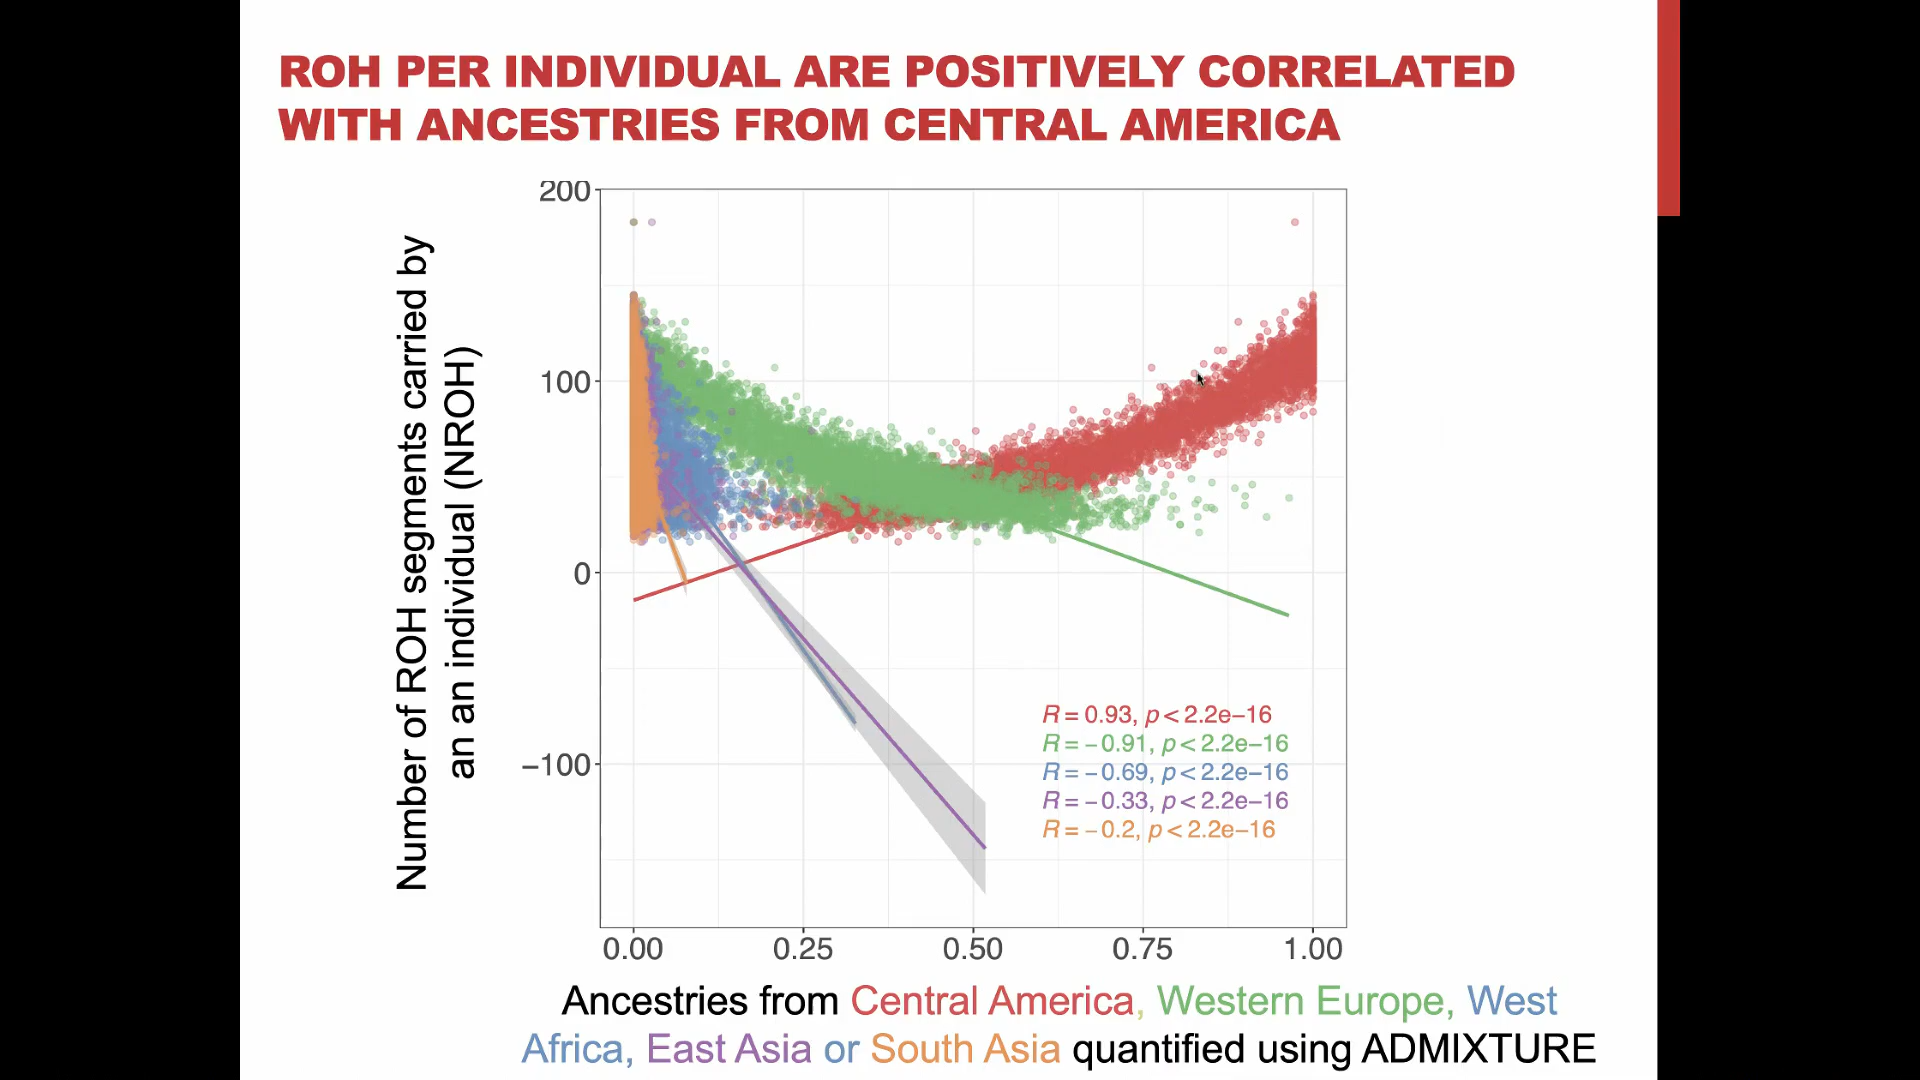 ROH PER INDIVIDUAL ARE POSITIVELY CORRELATED
WITH ANCESTRIES FROM CENTRAL AMERICA
Number of ROH segments carried by
an an individual (NROH)
200
100
0
−100
R = 0.93, p < 2.2e−16
R = −0.91, p < 2.2e−16
R = −0.69, p < 2.2e−16
R = −0.33, p < 2.2e−16
R = −0.2, p < 2.2e−16
0.00 0.25 0.50 0.75 1.00
Ancestries from Central America, Western Europe, West
Africa, East Asia or South Asia quantified using ADMIXTURE